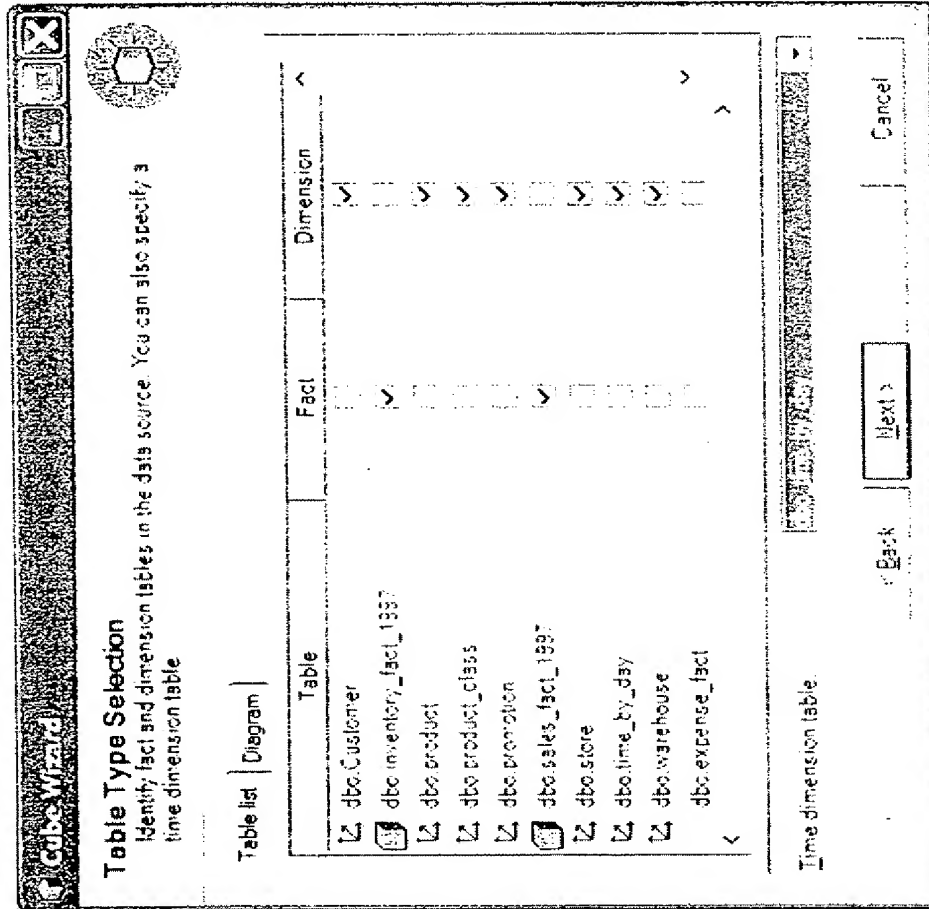 Cube Wizard
Table Type Selection
Identify fact and dimension tables in the data source. You can also specify a
time dimension table
Table list Diagram
Table Fact Dimension
dbo.Customer
dbo.inventory_fact_1997
dbo.product
dbo.product_class
dbo.promotion
dbo.sales_fact_1997
dbo.store
dbo.time_by_day
dbo.warehouse
dbo.expense_fact
Time dimension table:
< Back Next > Cancel